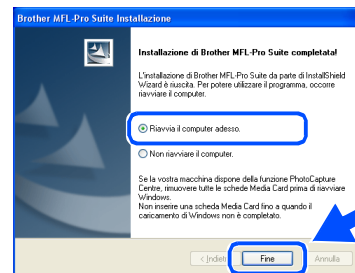 Brother MFL-Pro Suite Installazione
Installazione di Brother MFL-Pro Suite completata!
L'installazione di Brother MFL-Pro Suite da parte di InstallShield
Wizard è riuscita. Per potere utilizzare il programma, occorre
riavviare il computer.
Riavvia il computer adesso.
Non riavviare il computer.
Se la vostra macchina dispone della funzione PhotoCapture
Centre, rimuovere tutte le schede Media Card prima di riavviare
Windows.
Non inserire una scheda Media Card fino a quando il
caricamento di Windows non è completato.
Fine
Annulla